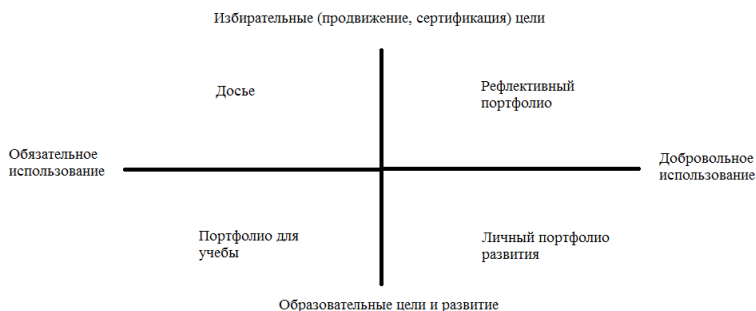 Избирательные (продвижение, сертификация) цели
Досье
Рефлективный
портфолио
Обязательное
использование
Добровольное
использование
Портфолио для
учебы
Личный портфолио
развития
Образовательные цели и развитие